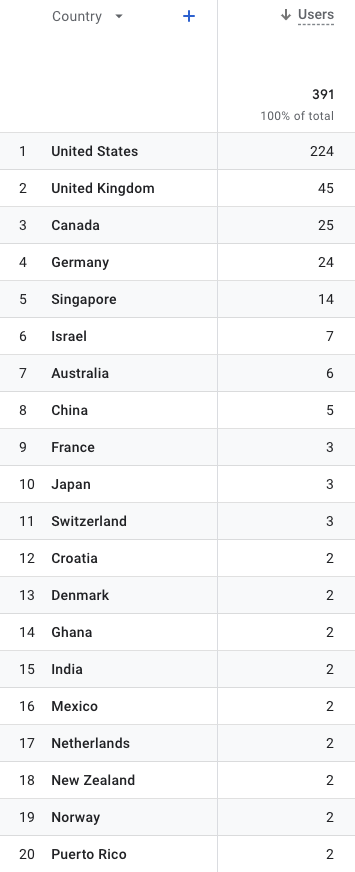 Country Users
391
100% of total
1 United States 224
2 United Kingdom 45
3 Canada 25
4 Germany 24
5 Singapore 14
6 Israel 7
7 Australia 6
8 China 5
9 France 3
10 Japan 3
11 Switzerland 3
12 Croatia 2
13 Denmark 2
14 Ghana 2
15 India 2
16 Mexico 2
17 Netherlands 2
18 New Zealand 2
19 Norway 2
20 Puerto Rico 2